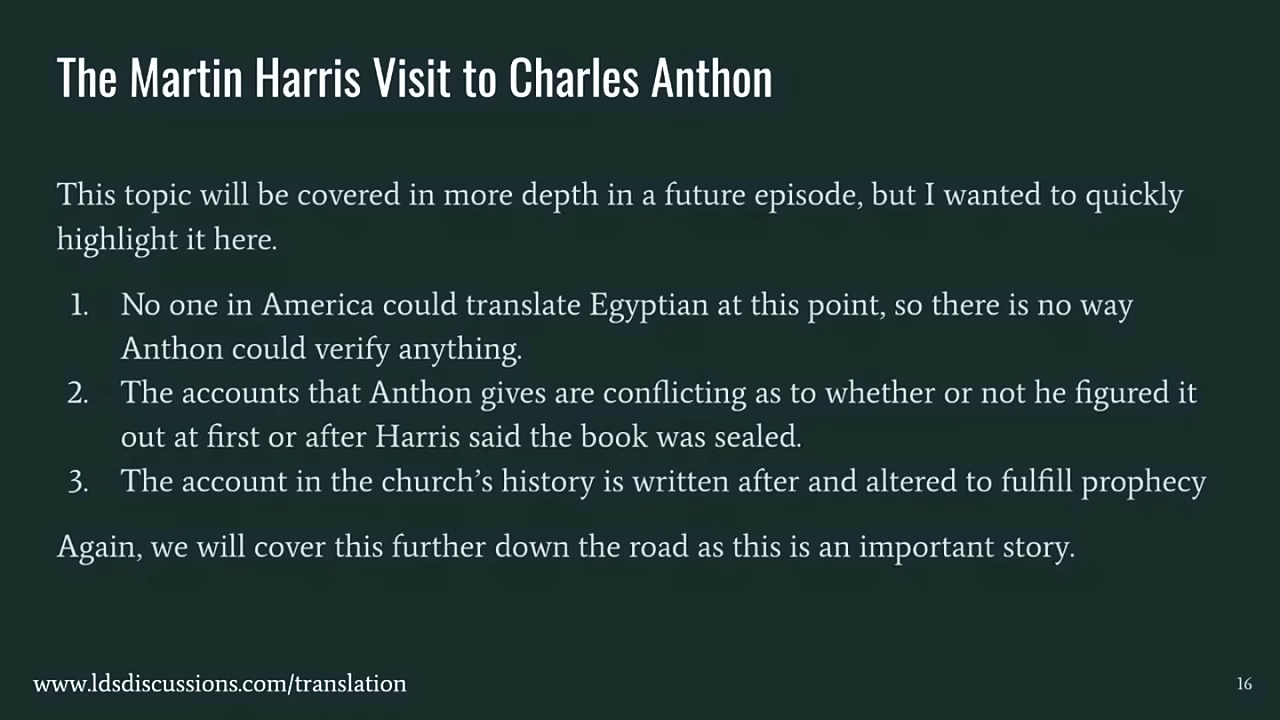 The Martin Harris Visit to Charles Anthon
This topic will be covered in more depth in a future episode, but I wanted to quickly
highlight it here.
1. No one in America could translate Egyptian at this point, so there is no way
Anthon could verify anything.
2. The accounts that Anthon gives are conflicting as to whether or not he figured it
out at first or after Harris said the book was sealed.
3. The account in the church’s history is written after and altered to fulfill prophecy
Again, we will cover this further down the road as this is an important story.
www.ldsdiscussions.com/translation
16